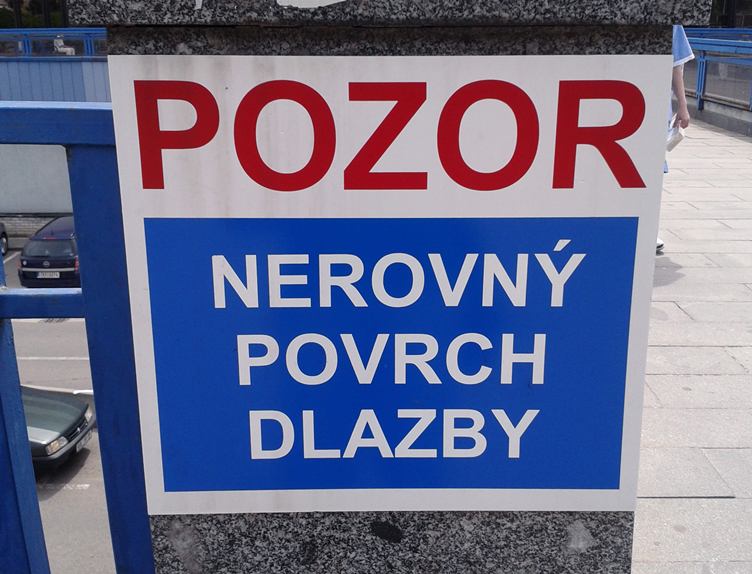 POZOR
NEROVNÝ
POVRCH
DLAZBY